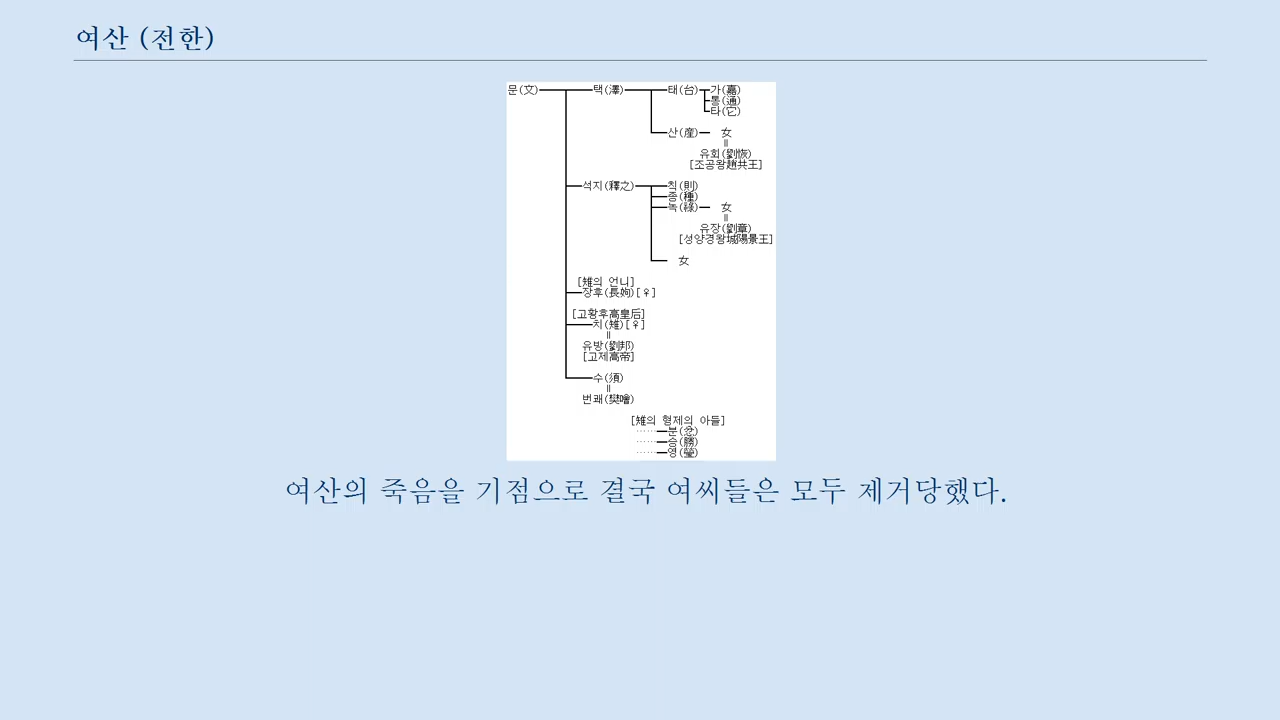 여산 (전한)
문(文) 택(澤) 태(台) 가(嘉)
통(通)
타(它)
산(産) 女
॥
유회(劉恢)
[조공왕趙共王]
석지(釋之) 칙(則)
종(種)
녹(祿) 女
॥
유장(劉章)
[성양경왕城陽景王]
女
[雉의 언니]
장후(長姁)[♀]
[고황후高皇后]
치(雉)[♀]
॥
유방(劉邦)
[고제高帝]
수(須)
॥
번쾌(樊噲)
[雉의 형제의 아들]
……분(忿)
……승(勝)
……영(瑩)
여산의 죽음을 기점으로 결국 여씨들은 모두 제거당했다.